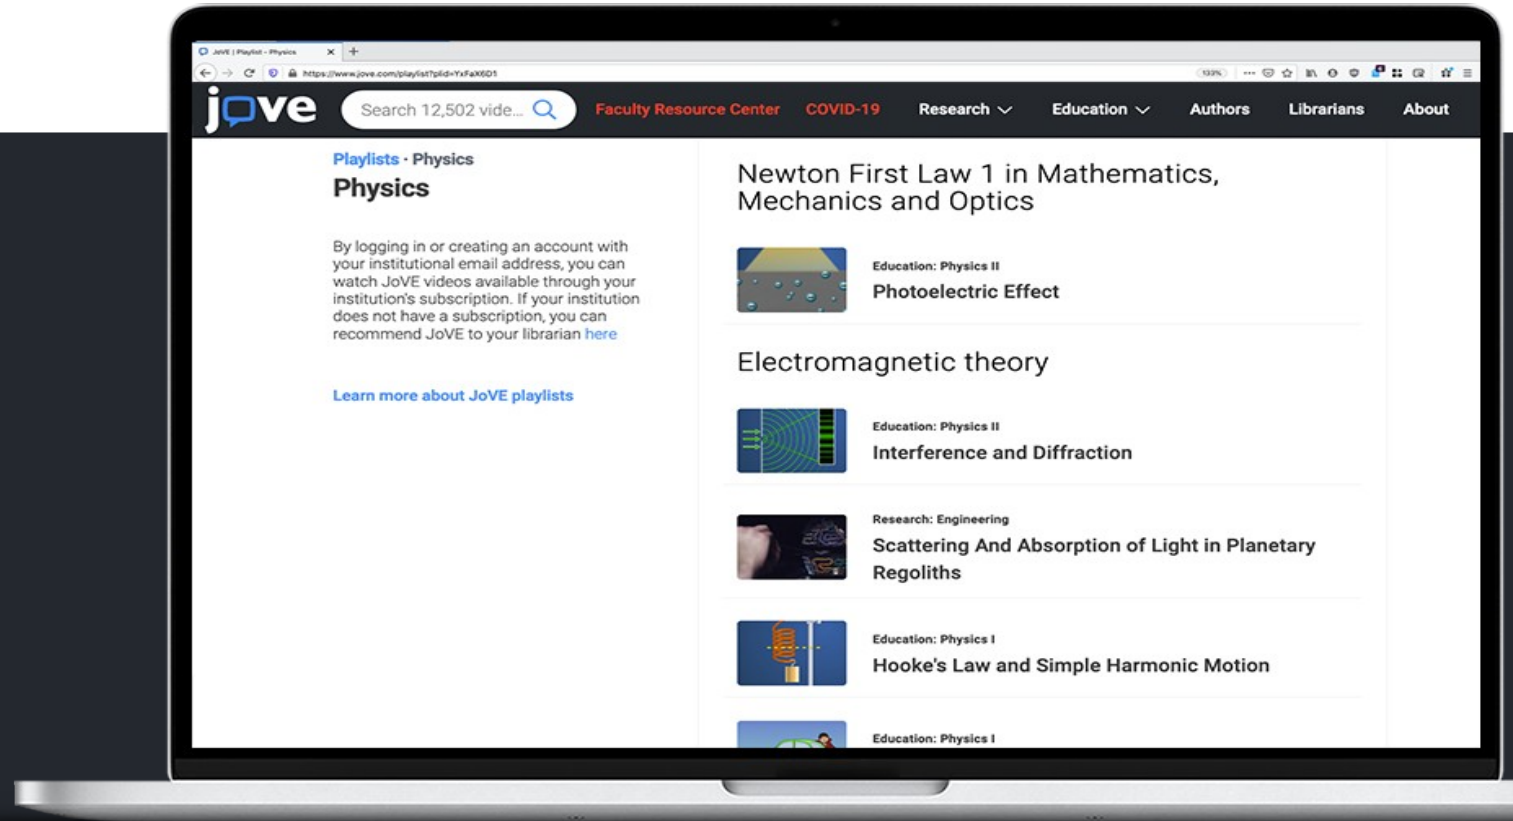 JoVE | Playlist - Physics
https://www.jove.com/playlist?plid=YxFaX6D1
133%
jove
Search 12,502 vide...
Faculty Resource Center
COVID-19
Research
Education
Authors
Librarians
About
Playlists · Physics
Physics
By logging in or creating an account with
your institutional email address, you can
watch JoVE videos available through your
institution's subscription. If your institution
does not have a subscription, you can
recommend JoVE to your librarian here
Learn more about JoVE playlists
Newton First Law 1 in Mathematics,
Mechanics and Optics
Education: Physics II
Photoelectric Effect
Electromagnetic theory
Education: Physics II
Interference and Diffraction
Research: Engineering
Scattering And Absorption of Light in Planetary
Regoliths
Education: Physics I
Hooke's Law and Simple Harmonic Motion
Education: Physics I